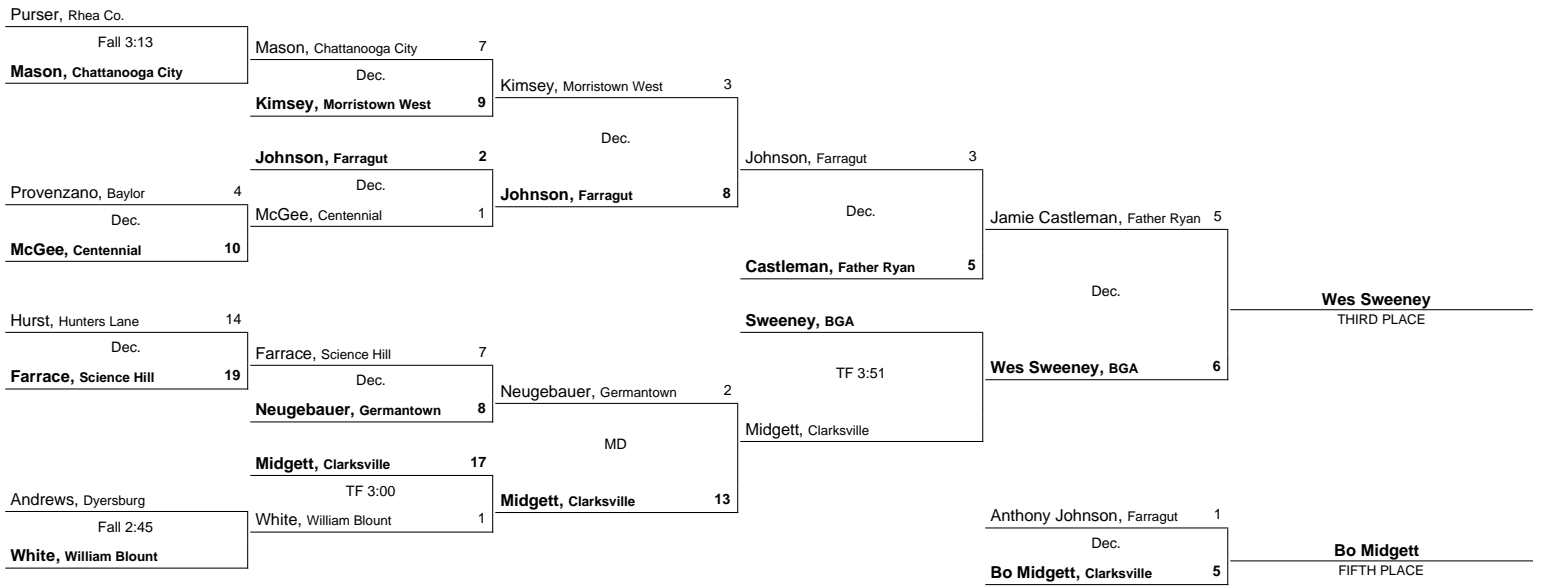 Purser, Rhea Co.
Fall 3:13
Mason, Chattanooga City
Provenzano, Baylor 4
Dec.
McGee, Centennial 10
Hurst, Hunters Lane 14
Dec.
Farrace, Science Hill 19
Andrews, Dyersburg
Fall 2:45
White, William Blount
Mason, Chattanooga City 7
Dec.
Kimsey, Morristown West 9
Johnson, Farragut 2
Dec.
McGee, Centennial 1
Farrace, Science Hill 7
Dec.
Neugebauer, Germantown 8
Midgett, Clarksville 17
TF 3:00
White, William Blount 1
Kimsey, Morristown West 3
Dec.
Johnson, Farragut 8
Neugebauer, Germantown 2
MD
Midgett, Clarksville 13
Johnson, Farragut 3
Dec.
Castleman, Father Ryan 5
Sweeney, BGA
TF 3:51
Midgett, Clarksville
Jamie Castleman, Father Ryan 5
Dec.
Wes Sweeney, BGA 6
Anthony Johnson, Farragut 1
Dec.
Bo Midgett, Clarksville 5
Wes Sweeney
THIRD PLACE
Bo Midgett
FIFTH PLACE